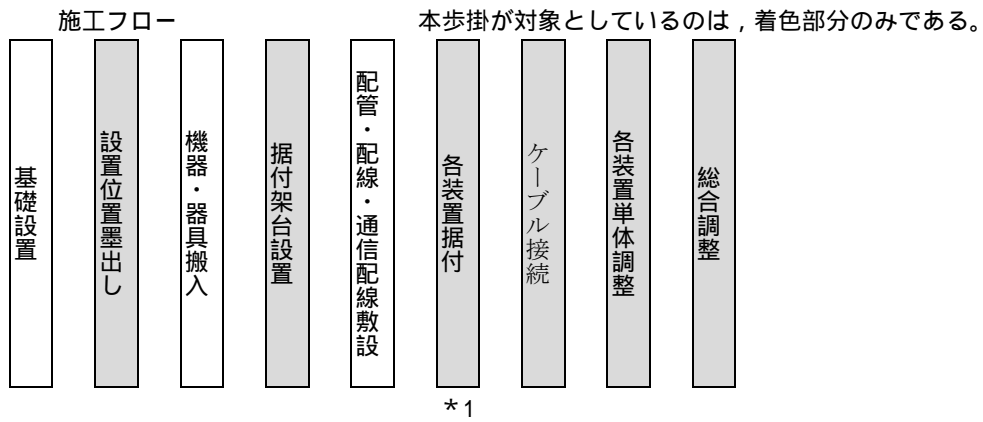 施工フロー
本歩掛が対象としているのは，着色部分のみである。
基礎設置
設置位置墨出し
機器・器具搬入
据付架台設置
配管・配線・通信配線敷設
各装置据付
ケーブル接続
各装置単体調整
総合調整
＊1